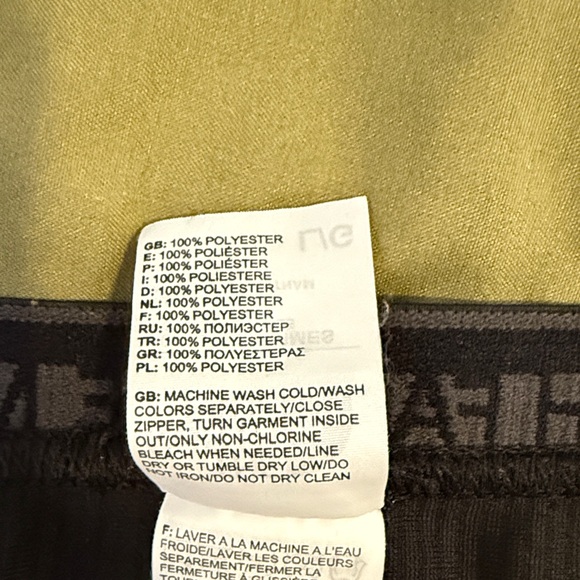 GB: 100% POLYESTER
E: 100% POLIÉSTER
P: 100% POLIÉSTER
I: 100% POLIESTERE
D: 100% POLYESTER
NL: 100% POLYESTER
F: 100% POLYESTER
RU: 100% ПОЛИЭСТЕР
TR: 100% POLYESTER
GR: 100% ΠΟΛΥΕΣΤΕΡΑΣ
PL: 100% POLYESTER
GB: MACHINE WASH COLD/WASH
COLORS SEPARATELY/CLOSE
ZIPPER, TURN GARMENT INSIDE
OUT/ONLY NON-CHLORINE
BLEACH WHEN NEEDED/LINE
DRY OR TUMBLE DRY LOW/DO
NOT IRON/DO NOT DRY CLEAN
F: LAVER A LA MACHINE A L'EAU
FROIDE/LAVER LES COULEURS
SEPAREMENT/FERMER LA
FERMETURE À GLISSIÈRE